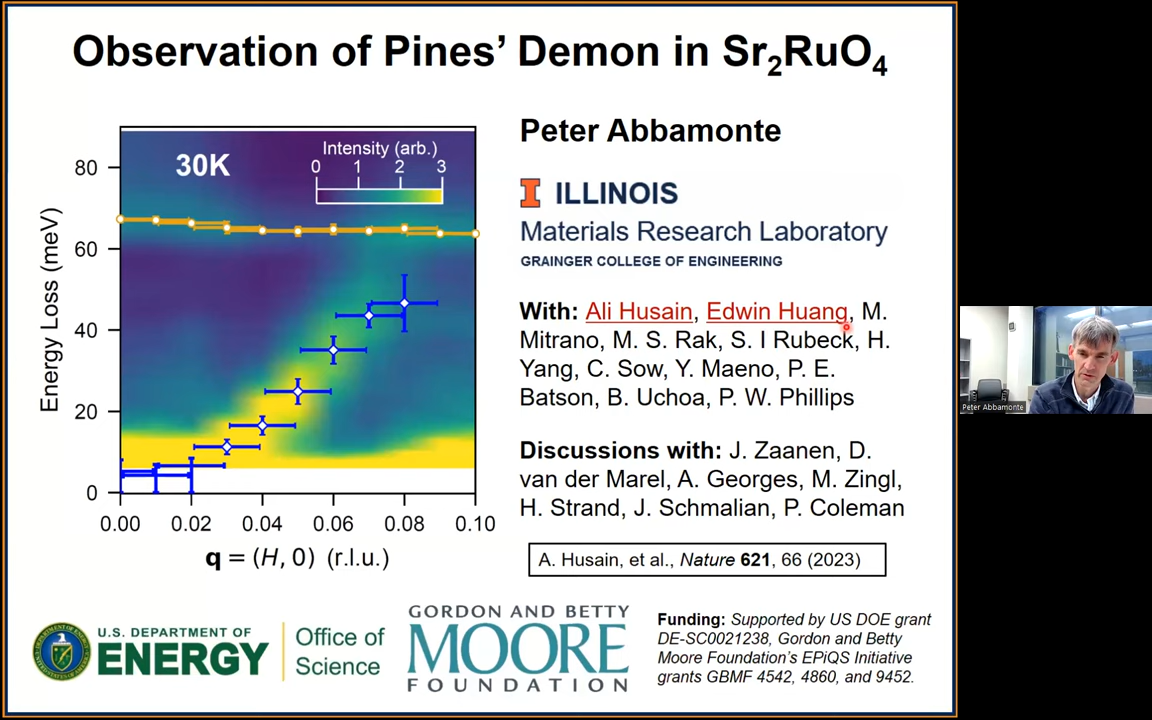 Observation of Pines’ Demon in Sr₂RuO₄
Energy Loss (meV)
80
60
40
20
0
30K
Intensity (arb.)
0 1 2 3
0.00 0.02 0.04 0.06 0.08 0.10
q = (H, 0) (r.l.u.)
Peter Abbamonte
I ILLINOIS
Materials Research Laboratory
GRAINGER COLLEGE OF ENGINEERING
With: Ali Husain, Edwin Huang, M.
Mitrano, M. S. Rak, S. I Rubeck, H.
Yang, C. Sow, Y. Maeno, P. E.
Batson, B. Uchoa, P. W. Phillips
Discussions with: J. Zaanen, D.
van der Marel, A. Georges, M. Zingl,
H. Strand, J. Schmalian, P. Coleman
A. Husain, et al., Nature 621, 66 (2023)
U.S. DEPARTMENT OF
ENERGY
Office of
Science
GORDON AND BETTY
MOORE
FOUNDATION
Funding: Supported by US DOE grant
DE-SC0021238, Gordon and Betty
Moore Foundation’s EPiQS Initiative
grants GBMF 4542, 4860, and 9452.
Peter Abbamonte